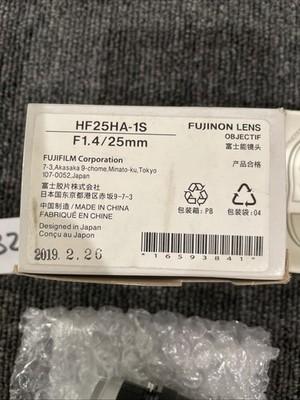 HF25HA-1S
F1.4/25mm
FUJINON LENS
OBJECTIF
富士能镜头
FUJIFILM Corporation
7-3,Akasaka 9-chome,Minato-ku,Tokyo
107-0052,Japan
产品合格
富士胶片株式会社
日本国东京都港区赤坂9-7-3
中国制造 / MADE IN CHINA
FABRIQUÉ EN CHINE
包装箱：PB
包装袋：04
Designed in Japan
Conçu au Japon
2019. 2. 26
*16593841*
32